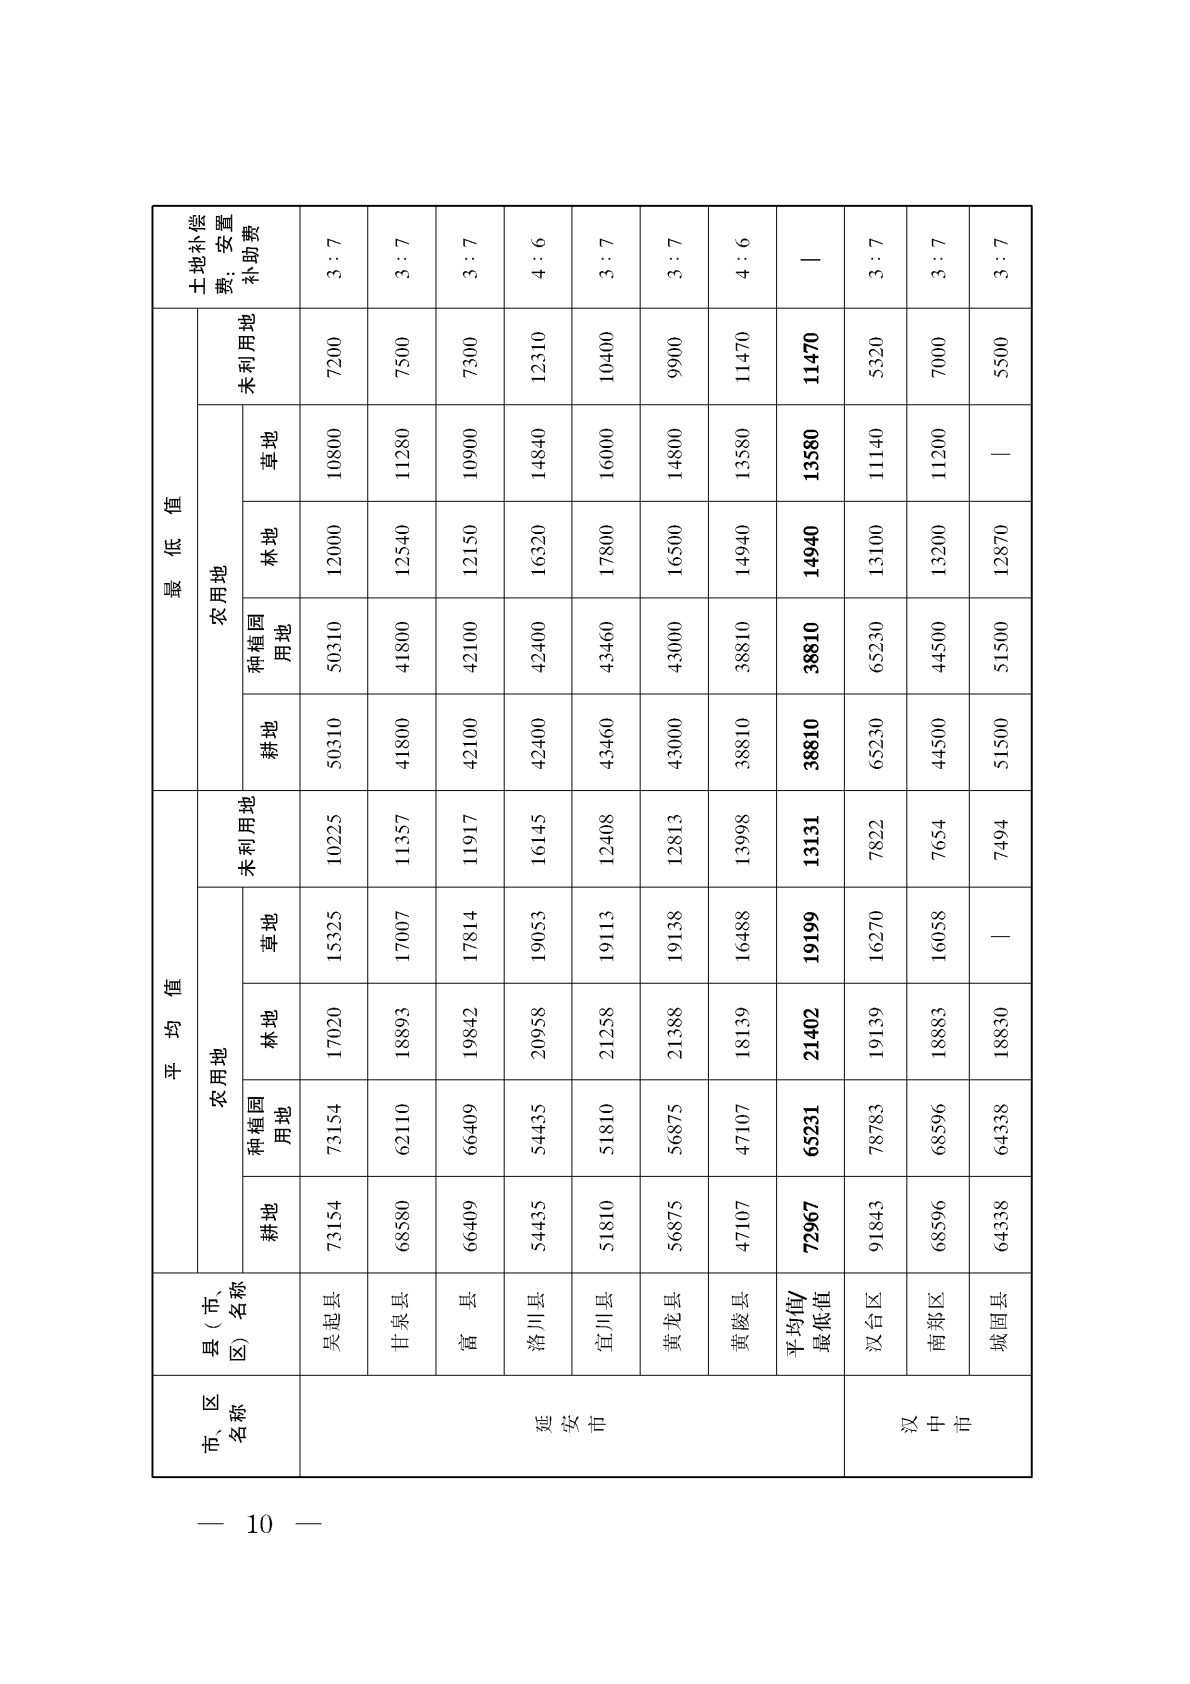 市、区 名称 县（市、区）名称 平 均 值 最 低 值 土地补偿费：安置补助费
农用地 未利用地 农用地 未利用地
耕地 种植园用地 林地 草地 耕地 种植园用地 林地 草地
延安市 吴起县 73154 73154 17020 15325 10225 50310 50310 12000 10800 7200 3：7
甘泉县 68580 62110 18893 17007 11357 41800 41800 12540 11280 7500 3：7
富 县 66409 66409 19842 17814 11917 42100 42100 12150 10900 7300 3：7
洛川县 54435 54435 20958 19053 16145 42400 42400 16320 14840 12310 4：6
宜川县 51810 51810 21258 19113 12408 43460 43460 17800 16000 10400 3：7
黄龙县 56875 56875 21388 19138 12813 43000 43000 16500 14800 9900 3：7
黄陵县 47107 47107 18139 16488 13998 38810 38810 14940 13580 11470 4：6
平均值/最低值 72967 65231 21402 19199 13131 38810 38810 14940 13580 11470 —
汉中市 汉台区 91843 78783 19139 16270 7822 65230 65230 13100 11140 5320 3：7
南郑区 68596 68596 18883 16058 7654 44500 44500 13200 11200 7000 3：7
城固县 64338 64338 18830 — 7494 51500 51500 12870 — 5500 3：7
— 10 —